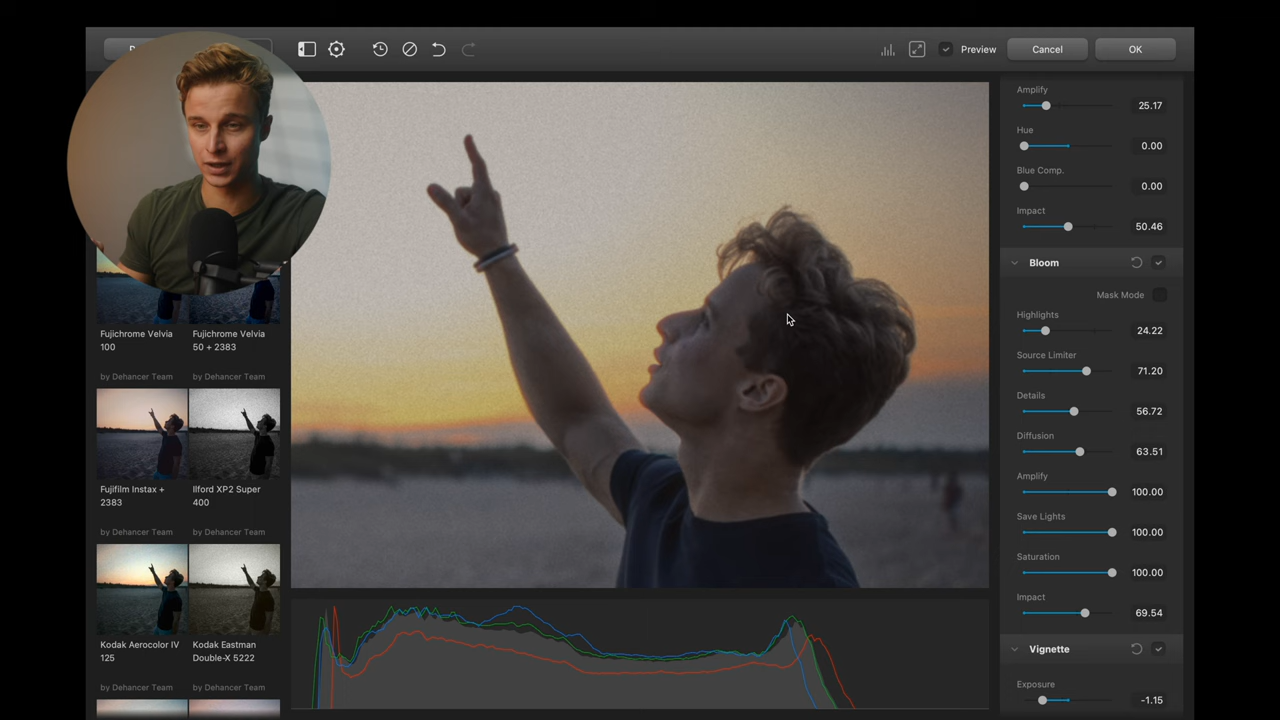 Preview
Cancel
OK
Amplify
25.17
Hue
0.00
Blue Comp.
0.00
Impact
50.46
Bloom
Mask Mode
Highlights
24.22
Source Limiter
71.20
Details
56.72
Diffusion
63.51
Amplify
100.00
Save Lights
100.00
Saturation
100.00
Impact
69.54
Vignette
Exposure
-1.15
Fujichrome Velvia
100
by Dehancer Team
Fujichrome Velvia
50 + 2383
by Dehancer Team
Fujifilm Instax +
2383
by Dehancer Team
Ilford XP2 Super
400
by Dehancer Team
Kodak Aerocolor IV
125
by Dehancer Team
Kodak Eastman
Double-X 5222
by Dehancer Team